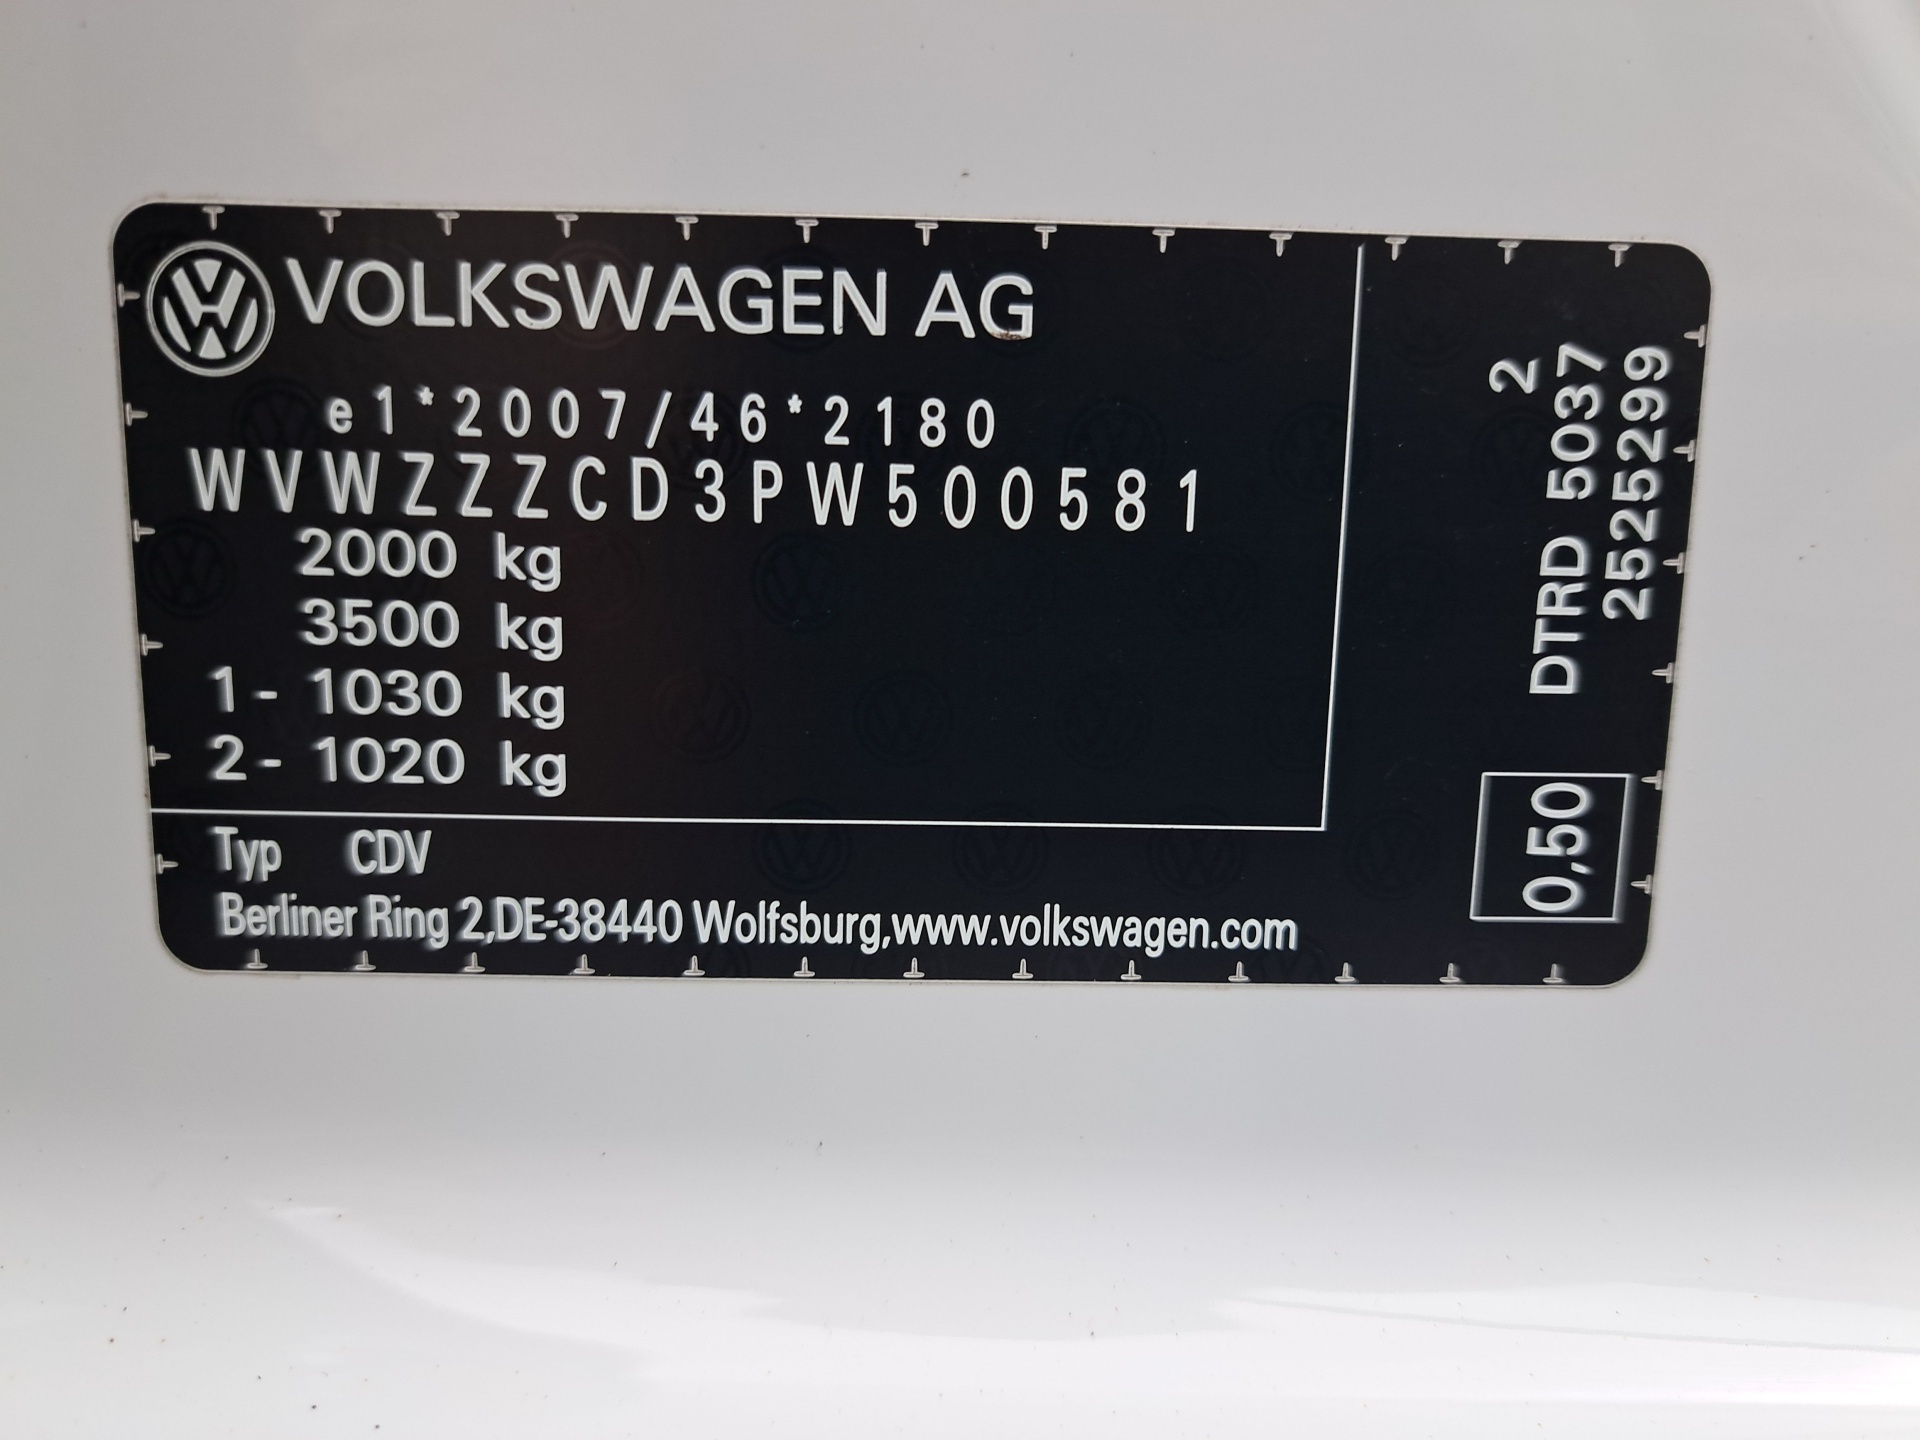 VOLKSWAGEN AG
e1*2007/46*2180
WVWZZZCD3PW500581
2000 kg
3500 kg
1- 1030 kg
2- 1020 kg
Typ CDV
Berliner Ring 2,DE-38440 Wolfsburg,www.volkswagen.com
2
DTRD 5037
2525299
0,50